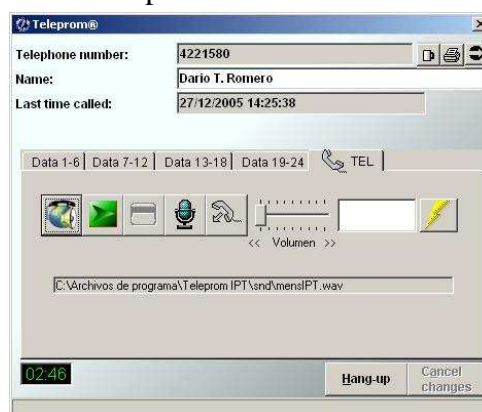 Teleprom®
Telephone number: 4221580
Name: Dario T. Romero
Last time called: 27/12/2005 14:25:38
Data 1-6 Data 7-12 Data 13-18 Data 19-24 TEL
<< Volumen >>
C:\Archivos de programa\Teleprom IPT\snd\mensIPT.wav
02:46 Hang-up Cancel
changes